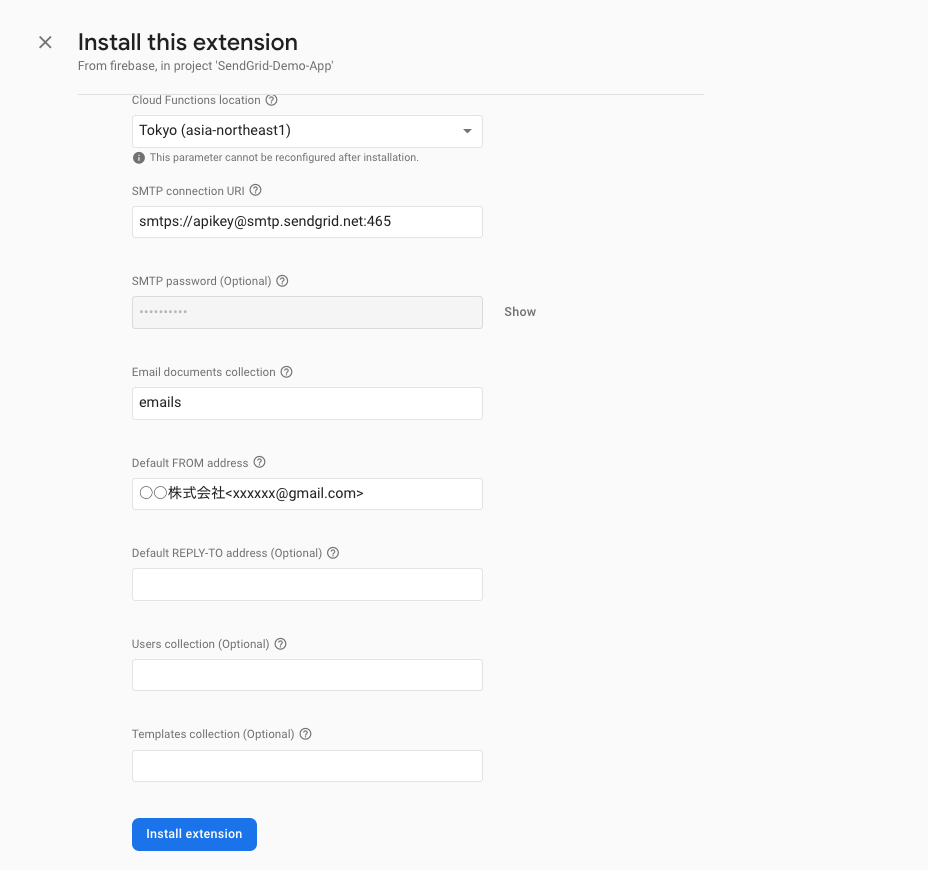 Install this extension
From firebase, in project 'SendGrid-Demo-App'
Cloud Functions location
Tokyo (asia-northeast1)
This parameter cannot be reconfigured after installation.
SMTP connection URI
smtps://apikey@smtp.sendgrid.net:465
SMTP password (Optional)
••••••••••
Show
Email documents collection
emails
Default FROM address
〇〇株式会社<xxxxxx@gmail.com>
Default REPLY-TO address (Optional)
Users collection (Optional)
Templates collection (Optional)
Install extension